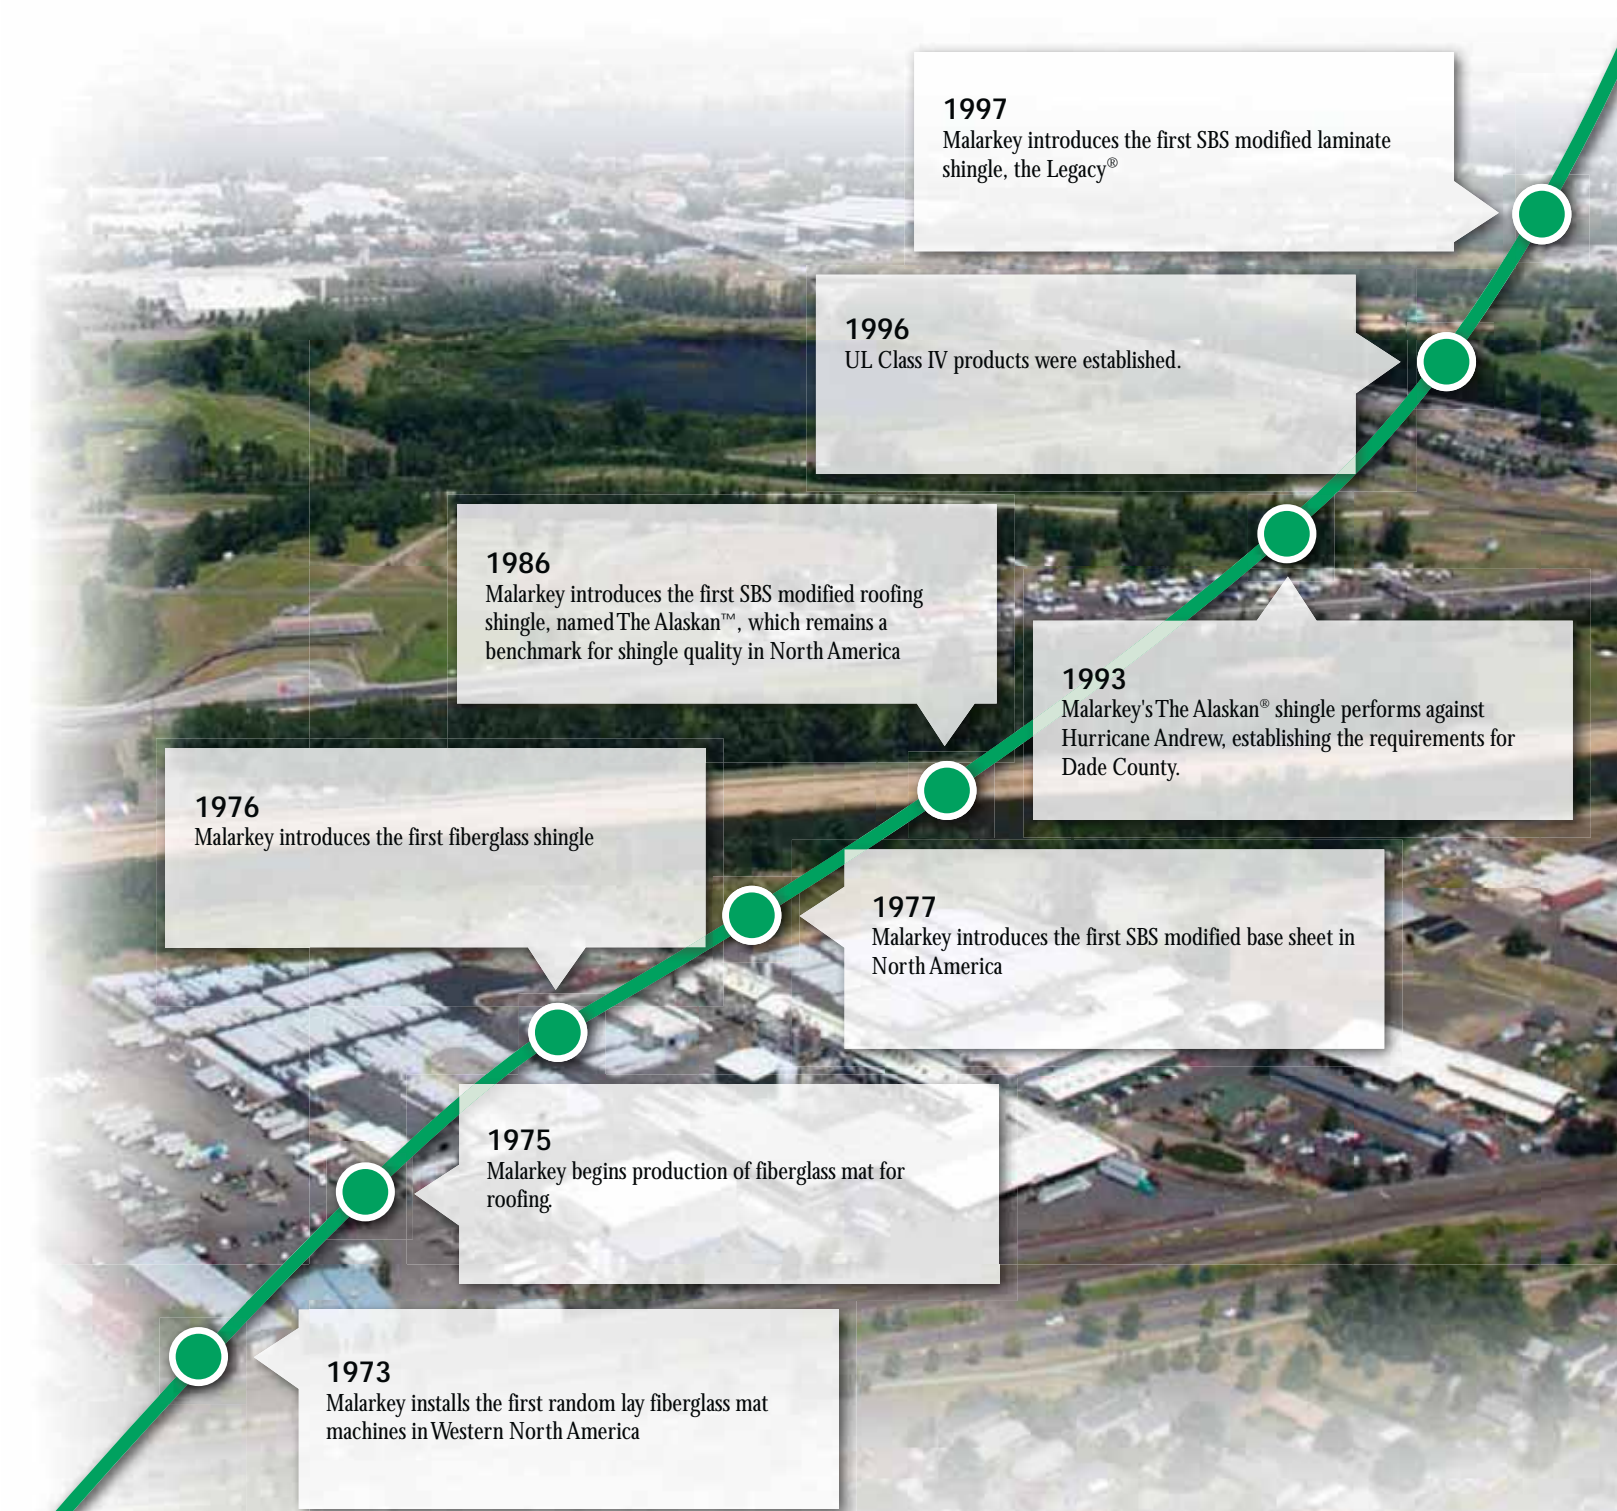 1997
Malarkey introduces the first SBS modified laminate
shingle, the Legacy®
1996
UL Class IV products were established.
1986
Malarkey introduces the first SBS modified roofing
shingle, named The Alaskan™, which remains a
benchmark for shingle quality in North America
1993
Malarkey's The Alaskan® shingle performs against
Hurricane Andrew, establishing the requirements for
Dade County.
1976
Malarkey introduces the first fiberglass shingle
1977
Malarkey introduces the first SBS modified base sheet in
North America
1975
Malarkey begins production of fiberglass mat for
roofing.
1973
Malarkey installs the first random lay fiberglass mat
machines in Western North America